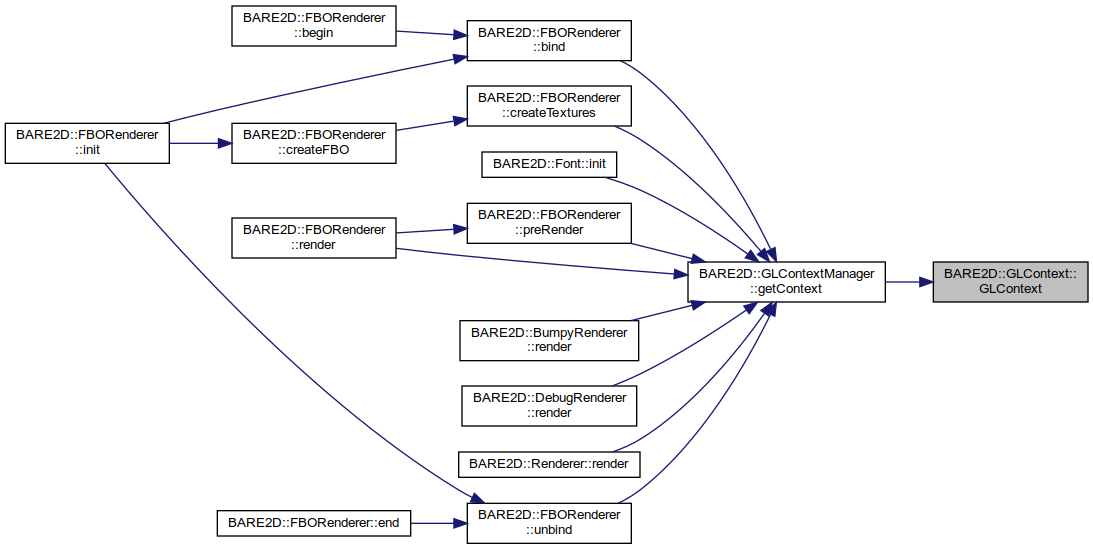 BARE2D::FBORenderer
::begin
BARE2D::FBORenderer
::bind
BARE2D::FBORenderer
::createTextures
BARE2D::FBORenderer
::init
BARE2D::FBORenderer
::createFBO
BARE2D::Font::init
BARE2D::FBORenderer
::preRender
BARE2D::FBORenderer
::render
BARE2D::GLContextManager
::getContext
BARE2D::GLContext::
GLContext
BARE2D::BumpyRenderer
::render
BARE2D::DebugRenderer
::render
BARE2D::Renderer::render
BARE2D::FBORenderer::end
BARE2D::FBORenderer
::unbind